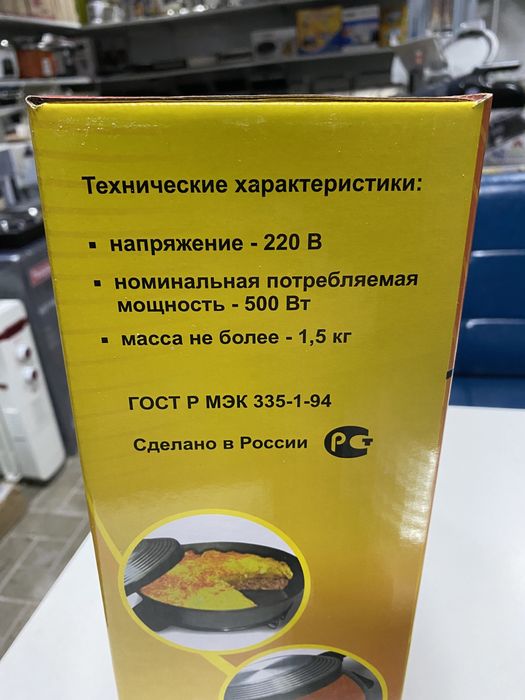 Технические характеристики:
▪ напряжение - 220 В
▪ номинальная потребляемая
мощность - 500 Вт
▪ масса не более - 1,5 кг
ГОСТ Р МЭК 335-1-94
Сделано в России РСТ